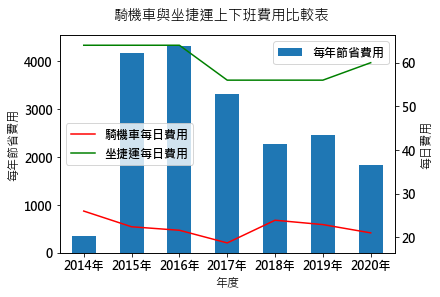 騎機車與坐捷運上下班費用比較表
每年節省費用
騎機車每日費用
坐捷運每日費用
每年節省費用
4000
3000
2000
1000
0
每日費用
60
50
40
30
20
2014年 2015年 2016年 2017年 2018年 2019年 2020年
年度